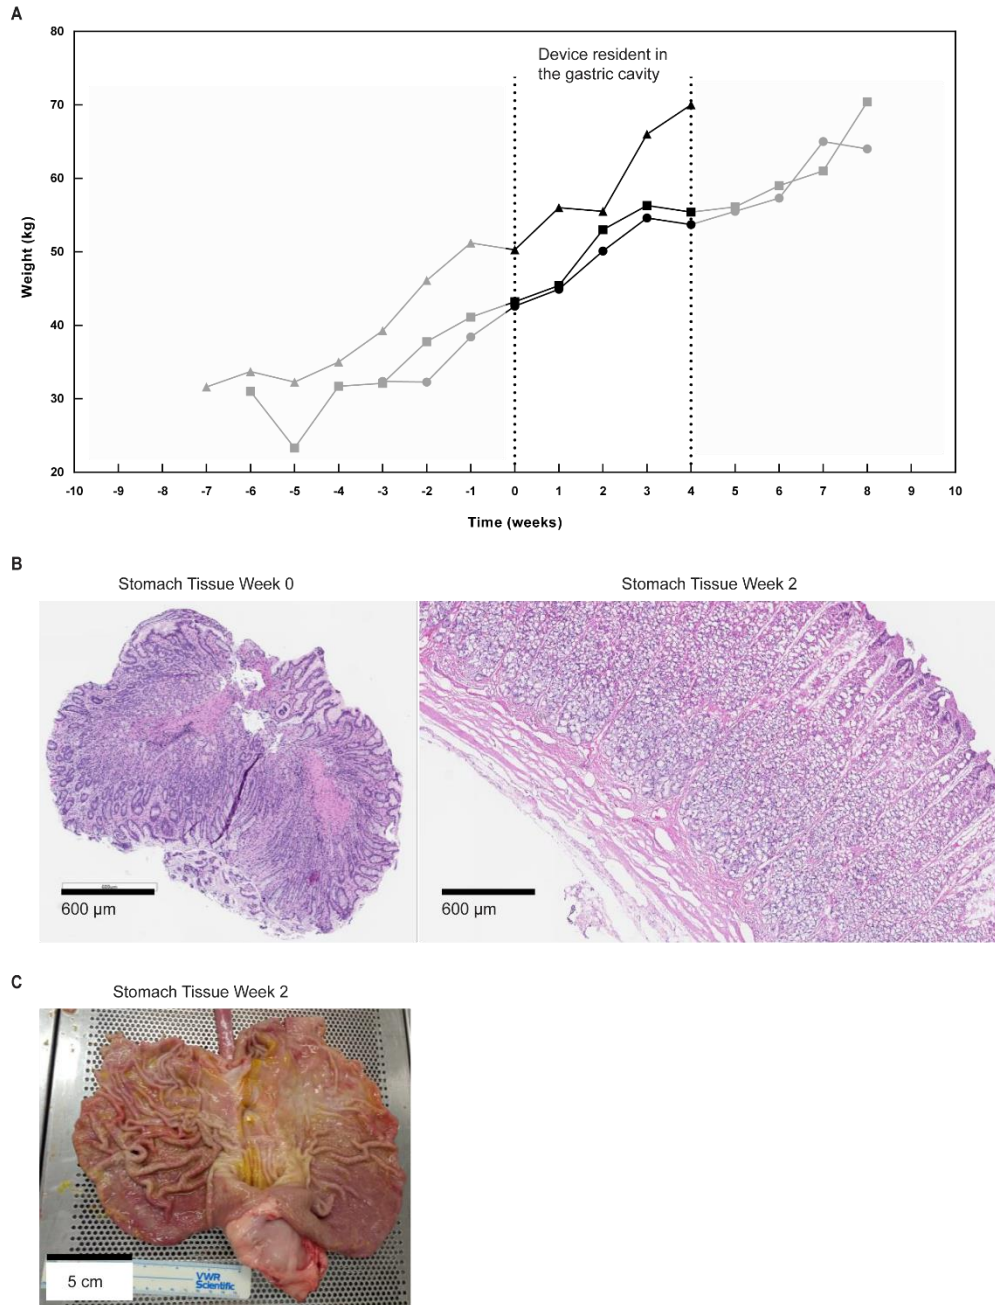 A
80
70
60
50
40
30
20
Weight (kg)
Device resident in
the gastric cavity
-10 -9 -8 -7 -6 -5 -4 -3 -2 -1 0 1 2 3 4 5 6 7 8 9 10
Time (weeks)
B
Stomach Tissue Week 0
Stomach Tissue Week 2
600 µm
600 µm
C
Stomach Tissue Week 2
5 cm
VWR
Scientific